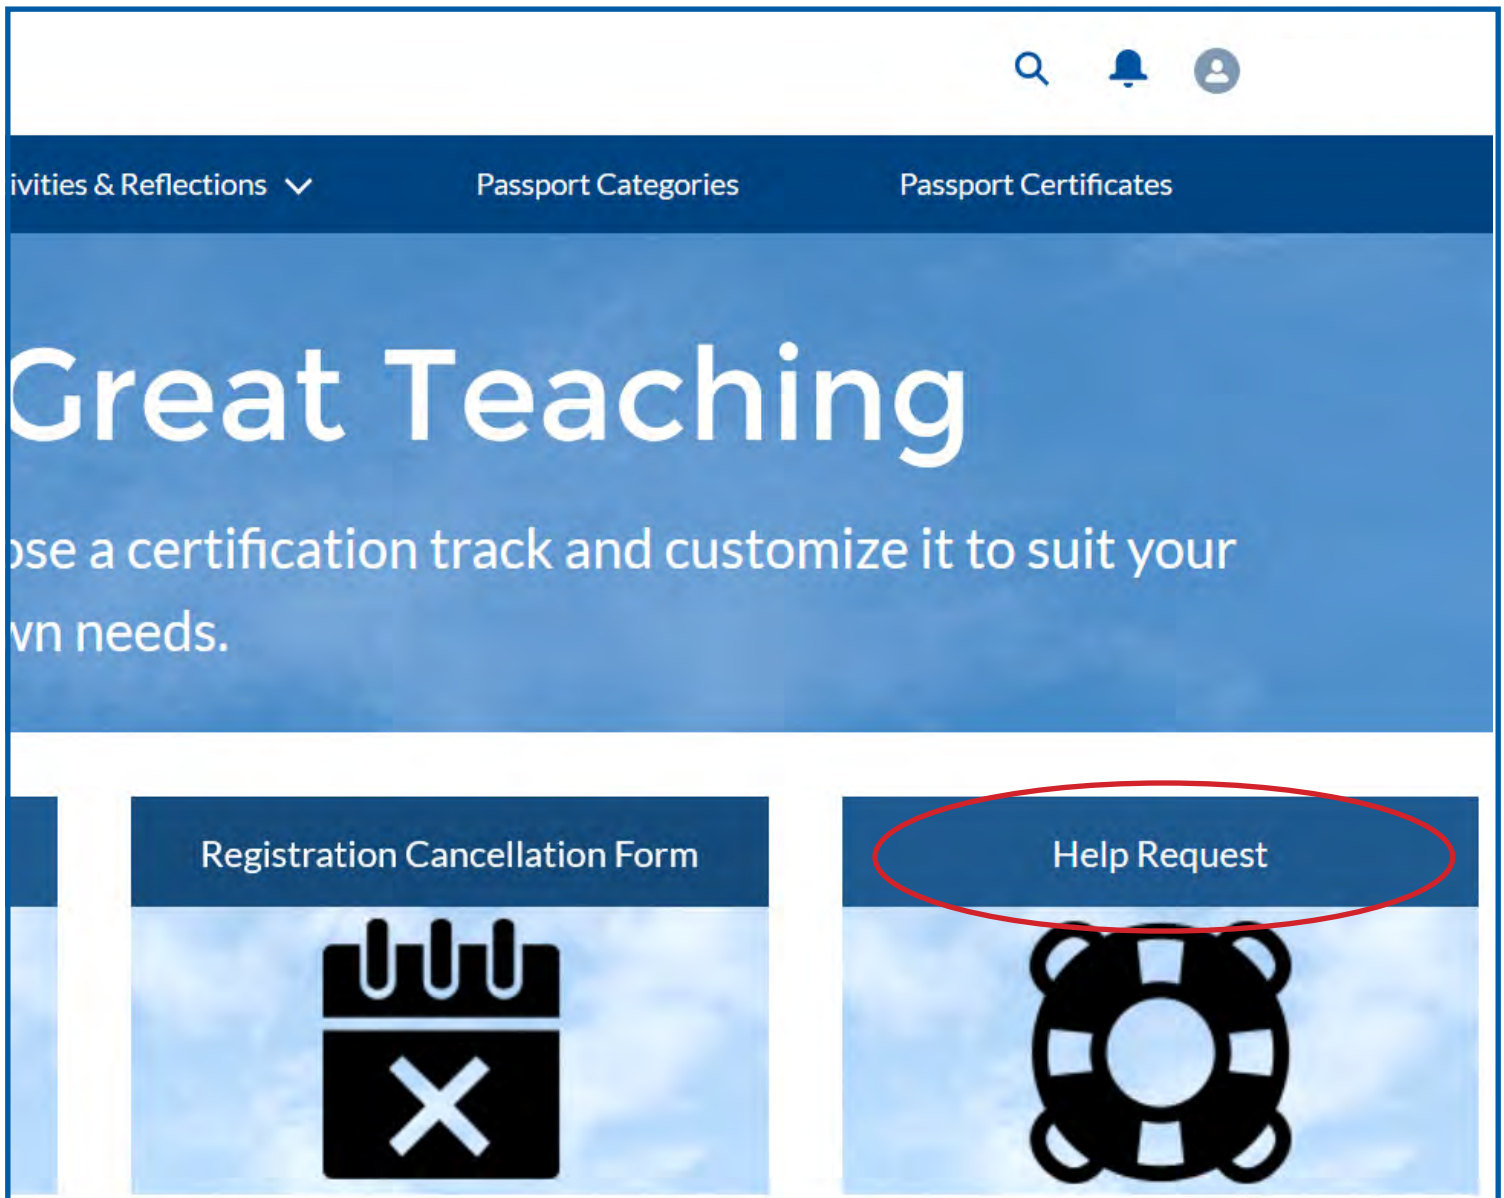 ivities & Reflections
Passport Categories
Passport Certificates
Great Teaching
ose a certification track and customize it to suit your
wn needs.
Registration Cancellation Form
Help Request